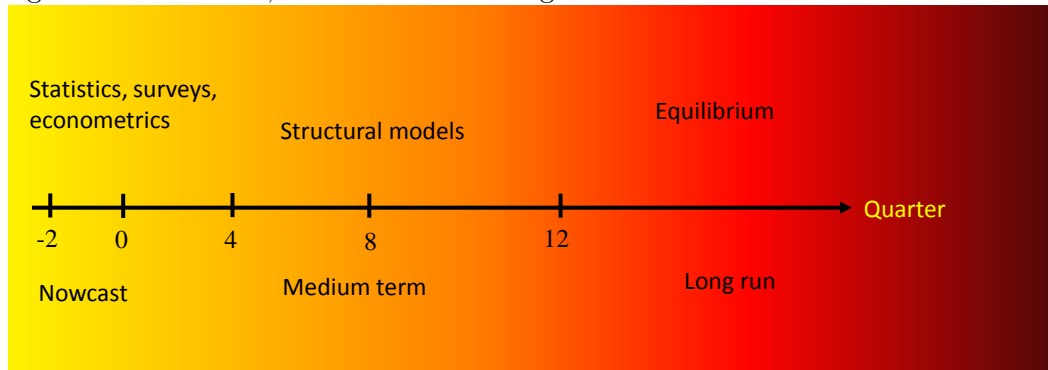 Statistics, surveys,
econometrics
Structural models
Equilibrium
Quarter
-2 0 4 8 12
Nowcast
Medium term
Long run